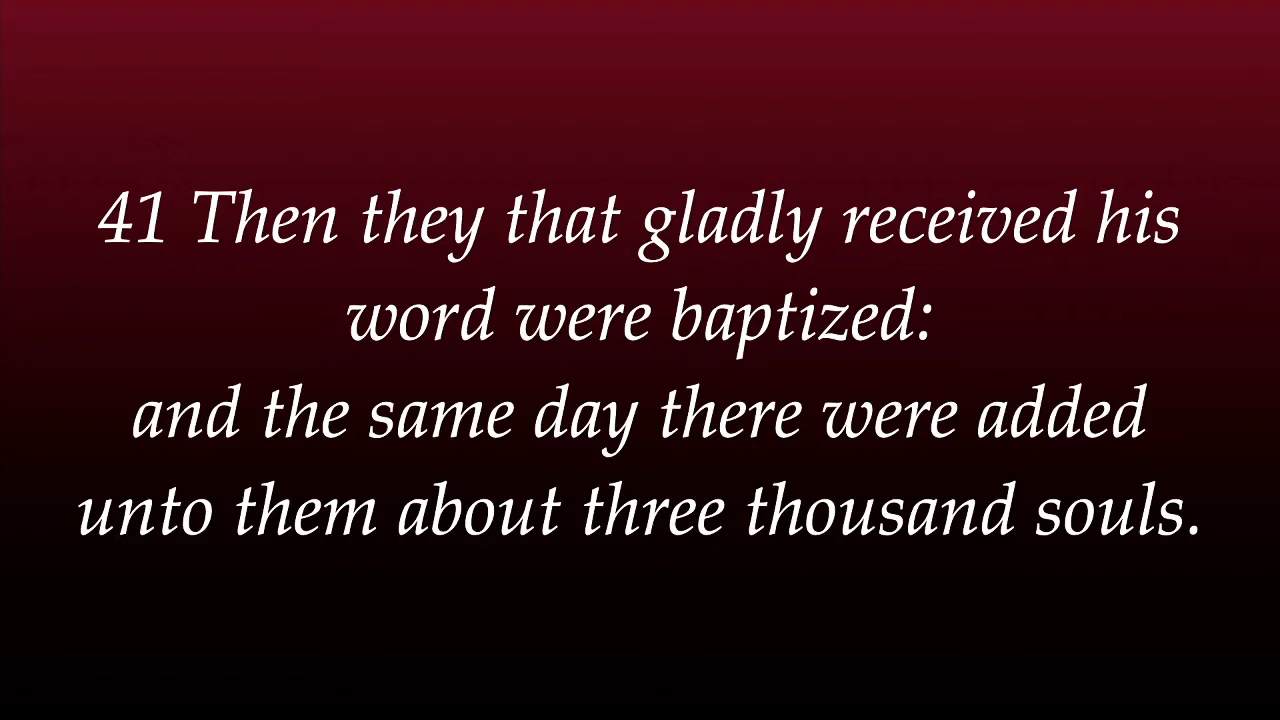 41 Then they that gladly received his
word were baptized:
and the same day there were added
unto them about three thousand souls.